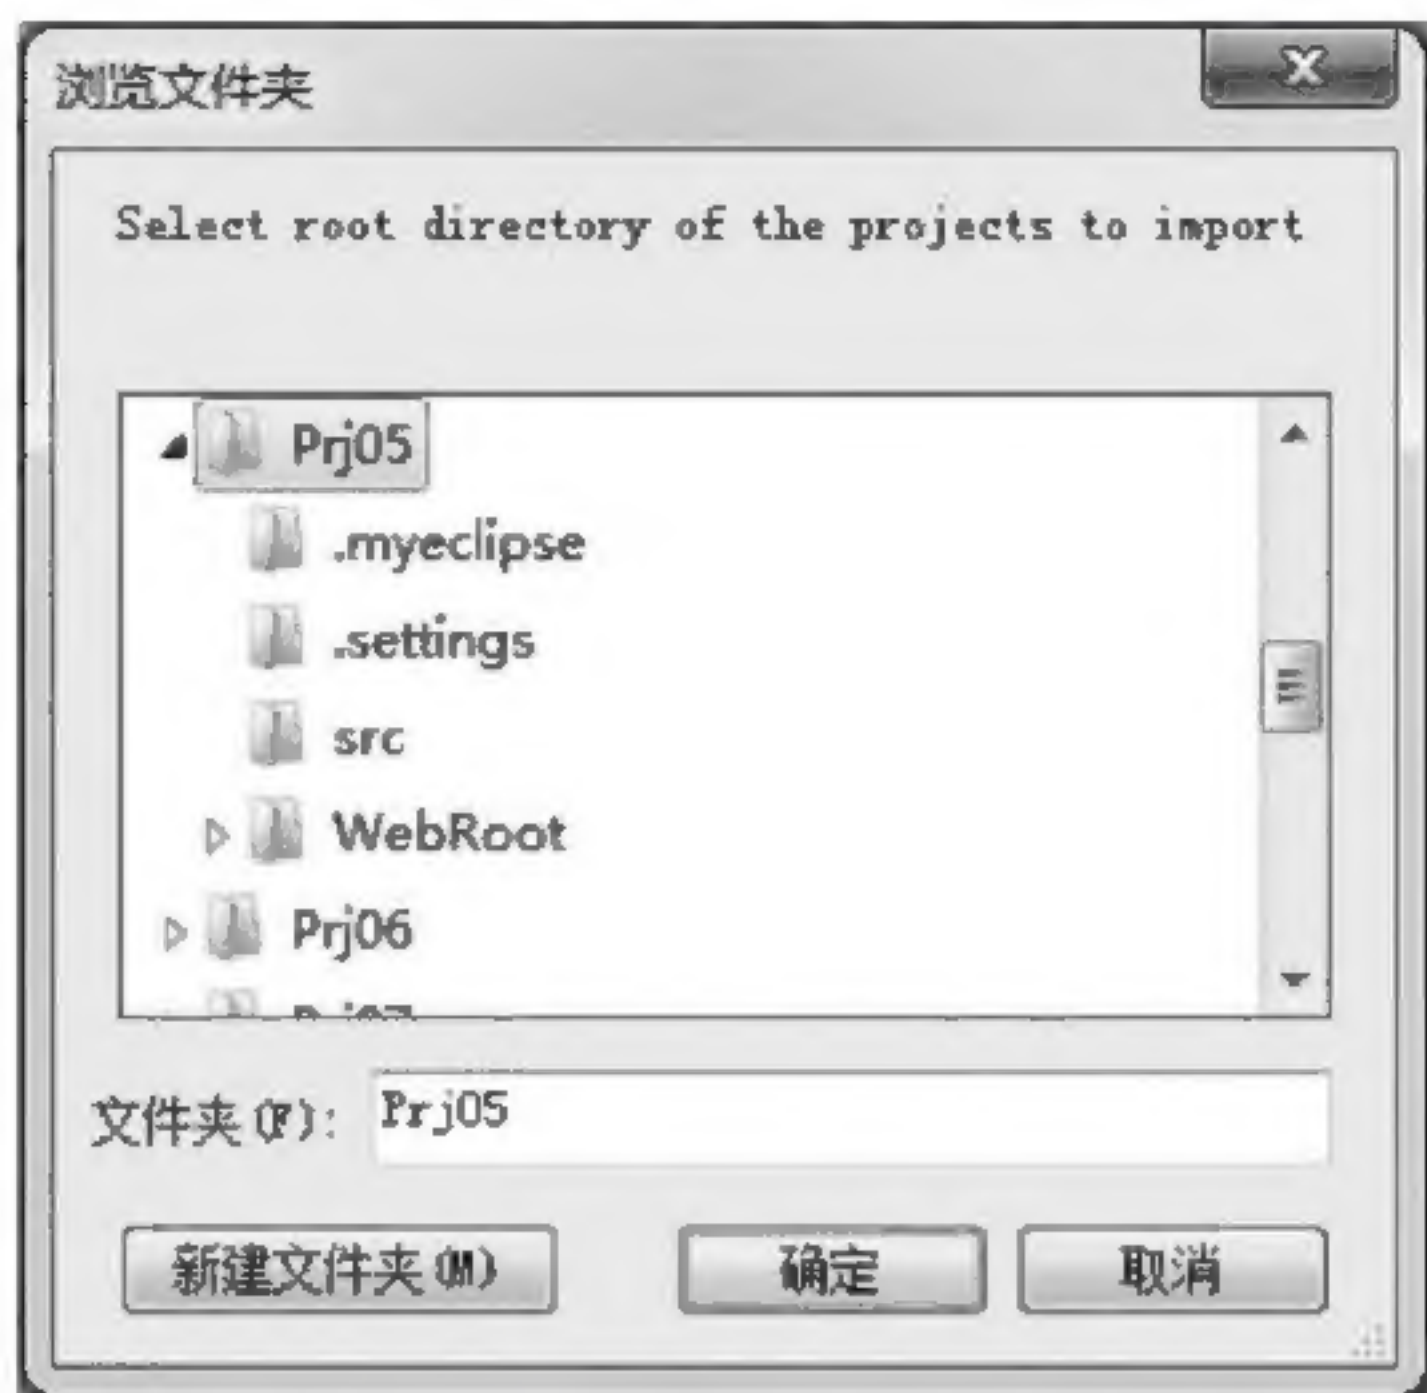 浏览文件夹
Select root directory of the projects to import
Prj05
.myeclipse
.settings
src
WebRoot
Prj06
Prj07
文件夹(F): Prj05
新建文件夹(M) 确定 取消